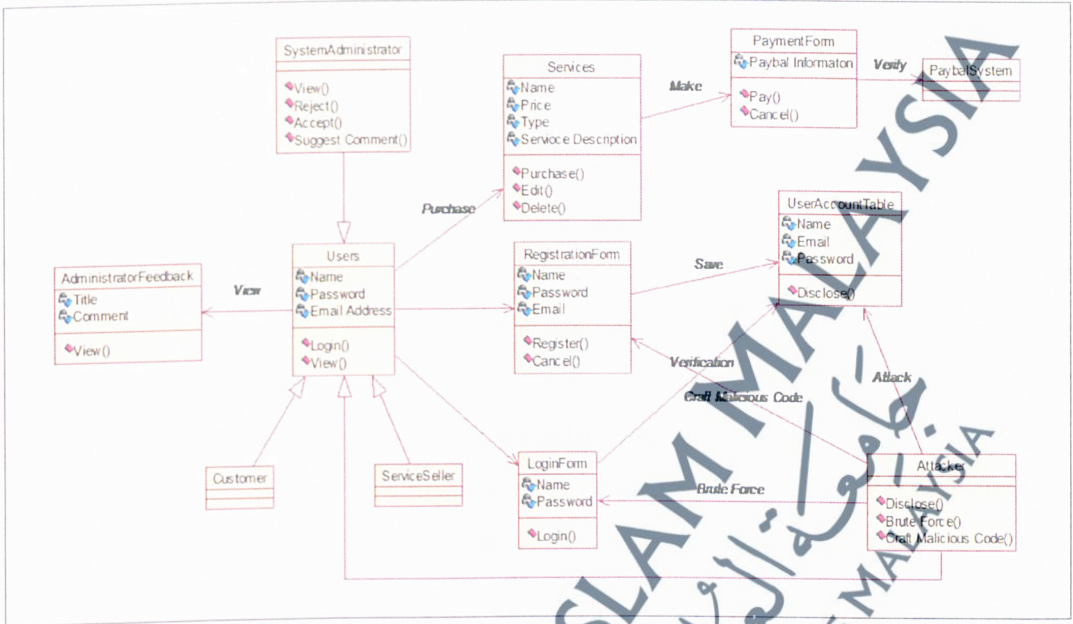 SystemAdministrator
View()
Reject()
Accept()
Suggest Comment()
Services
Name
Price
Type
Servioce Description
Purchase()
Edit()
Delete()
PaymentForm
Paybal Informaton
Pay()
Cancel()
Make
Verify
PaybalSystem
Purchase
AdministratorFeedback
Title
Comment
View()
View
Users
Name
Password
Email Address
Login()
View()
RegistrationForm
Name
Password
Email
Register()
Cancel()
Save
UserAccountTable
Name
Email
Password
Disclose()
Verification
Craft Malicious Code
Attack
Customer
ServiceSeller
LoginForm
Name
Password
Login()
Brute Force
Attacker
Disclose()
Brute Force()
Craft Malicious Code()
SLAM MALAYSIA
MALAYSIA